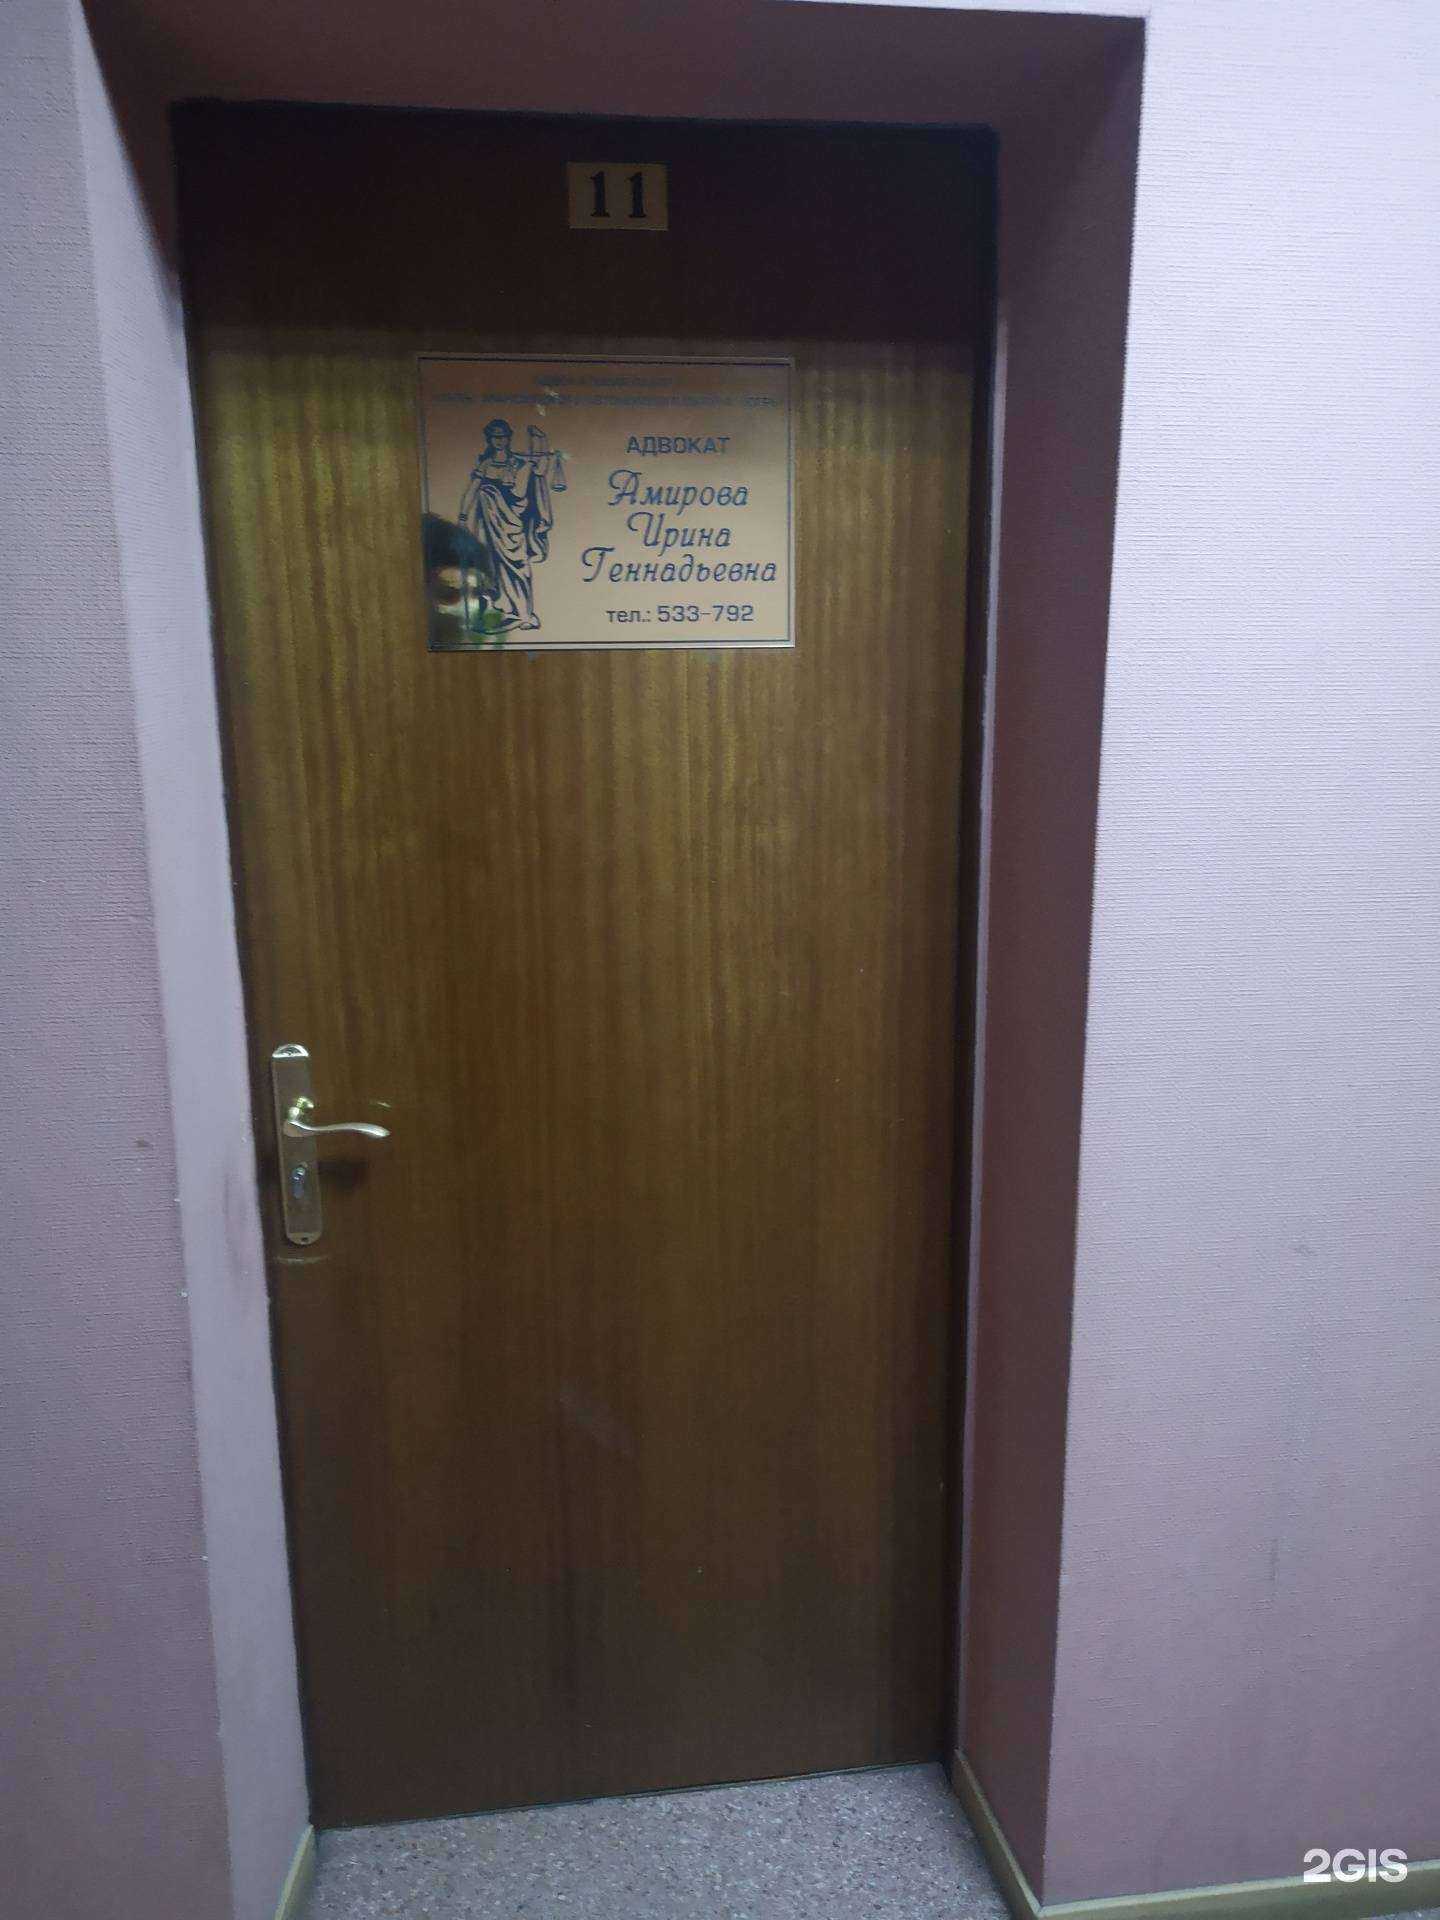 11
АДВОКАТ
Амирова
Ирина
Геннадьевна
тел.: 533-792
2GIS